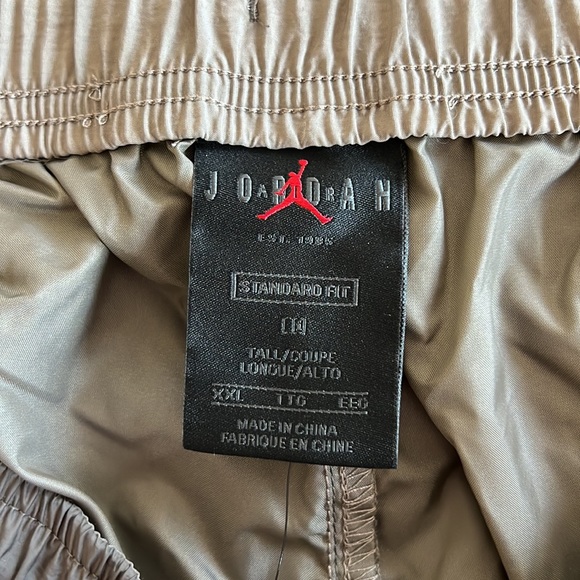 JORDAN
EST. 1985
STANDARD FIT
TALL/COUPE
LONGUE/ALTO
XXL TTG EEG
MADE IN CHINA
FABRIQUE EN CHINE